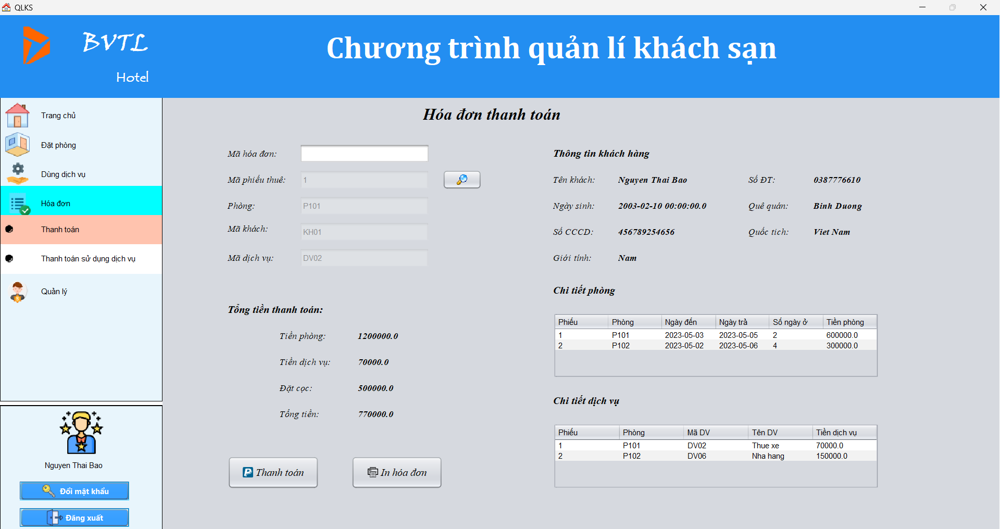 QLKS
BVTL
Hotel
Chương trình quản lí khách sạn
Trang chủ
Đặt phòng
Dùng dịch vụ
Hóa đơn
Thanh toán
Thanh toán sử dụng dịch vụ
Quản lý
Nguyen Thai Bao
Đổi mật khẩu
Đăng xuất
Hóa đơn thanh toán
Mã hóa đơn:
Mã phiếu thuê: 1
Phòng: P101
Mã khách: KH01
Mã dịch vụ: DV02
Tổng tiền thanh toán:
Tiền phòng: 1200000.0
Tiền dịch vụ: 70000.0
Đặt cọc: 500000.0
Tổng tiền: 770000.0
Thanh toán
In hóa đơn
Thông tin khách hàng
Tên khách: Nguyen Thai Bao Số ĐT: 0387776610
Ngày sinh: 2003-02-10 00:00:00.0 Quê quán: Binh Duong
Số CCCD: 456789254656 Quốc tich: Viet Nam
Giới tính: Nam
Chi tiết phòng
Phiếu Phòng Ngày đến Ngày trả Số ngày ở Tiền phòng
1 P101 2023-05-03 2023-05-05 2 600000.0
2 P102 2023-05-02 2023-05-06 4 300000.0
Chi tiết dịch vụ
Phiếu Phòng Mã DV Tên DV Tiền dịch vụ
1 P101 DV02 Thue xe 70000.0
2 P102 DV06 Nha hang 150000.0